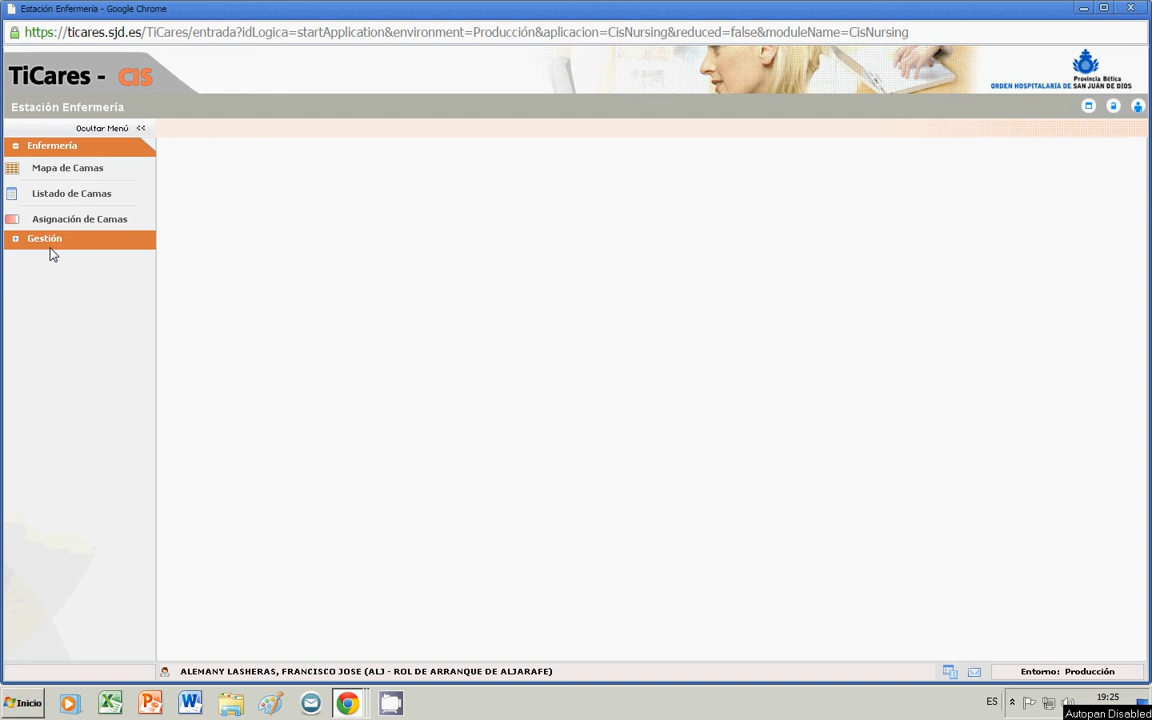 Estación Enfermería - Google Chrome
https://ticares.sjd.es/TiCares/entrada?idLogica=startApplication&environment=Producción&aplicacion=CisNursing&reduced=false&moduleName=CisNursing
TiCares - CIS
Provincia Bética
ORDEN HOSPITALARIA DE SAN JUAN DE DIOS
Estación Enfermería
Ocultar Menú <<
Enfermería
Mapa de Camas
Listado de Camas
Asignación de Camas
Gestión
ALEMANY LASHERAS, FRANCISCO JOSE (ALJ - ROL DE ARRANQUE DE ALJARAFE)
Entorno: Producción
Inicio
ES
19:25
Autopan Disabled